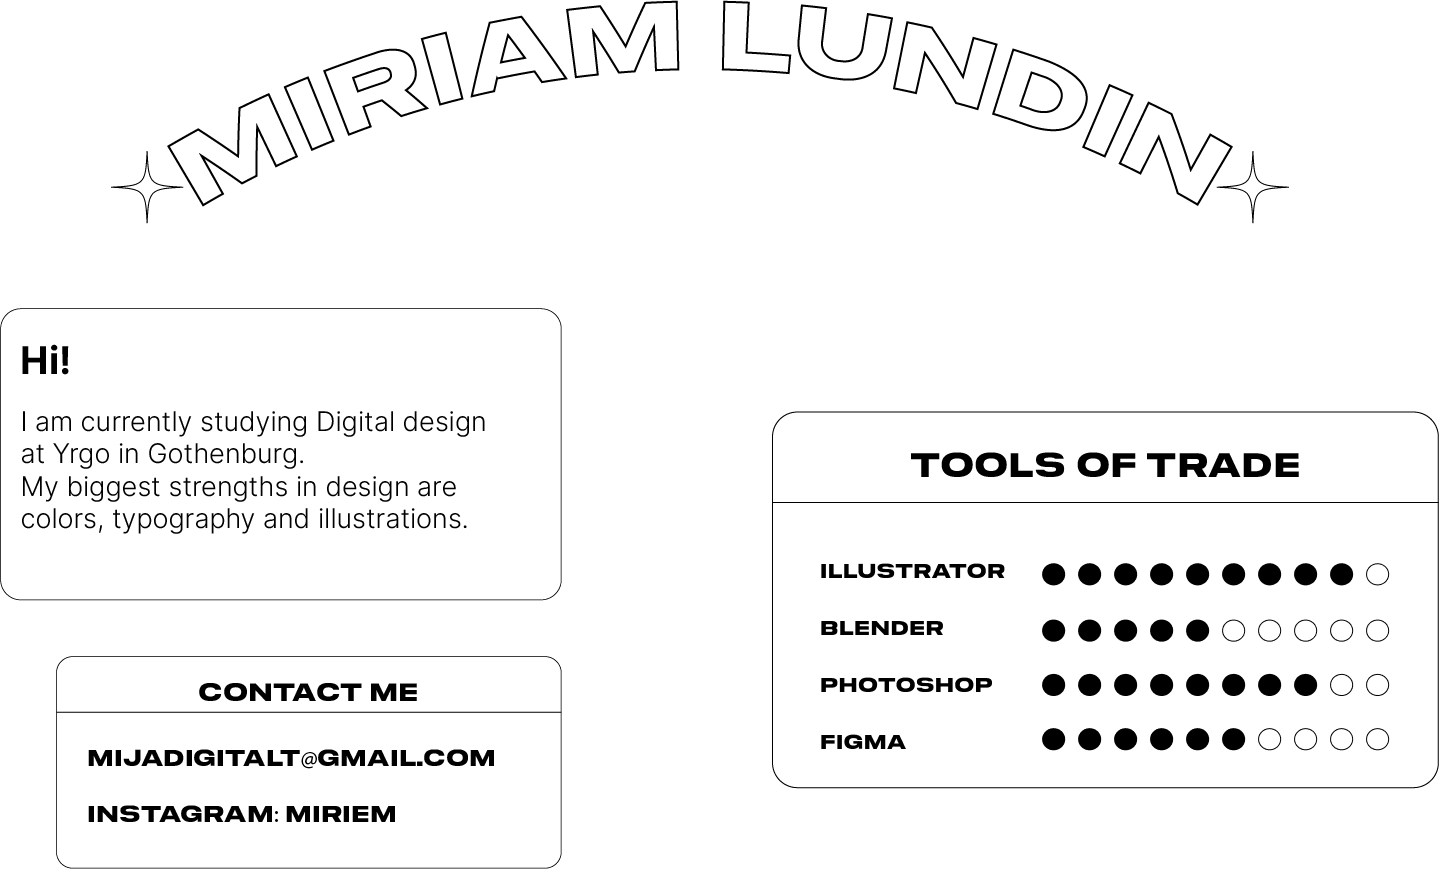 MIRIAM LUNDIN
Hi!
I am currently studying Digital design
at Yrgo in Gothenburg.
My biggest strengths in design are
colors, typography and illustrations.
CONTACT ME
MIJADIGITALT@GMAIL.COM
INSTAGRAM: MIRIEM
TOOLS OF TRADE
ILLUSTRATOR
BLENDER
PHOTOSHOP
FIGMA